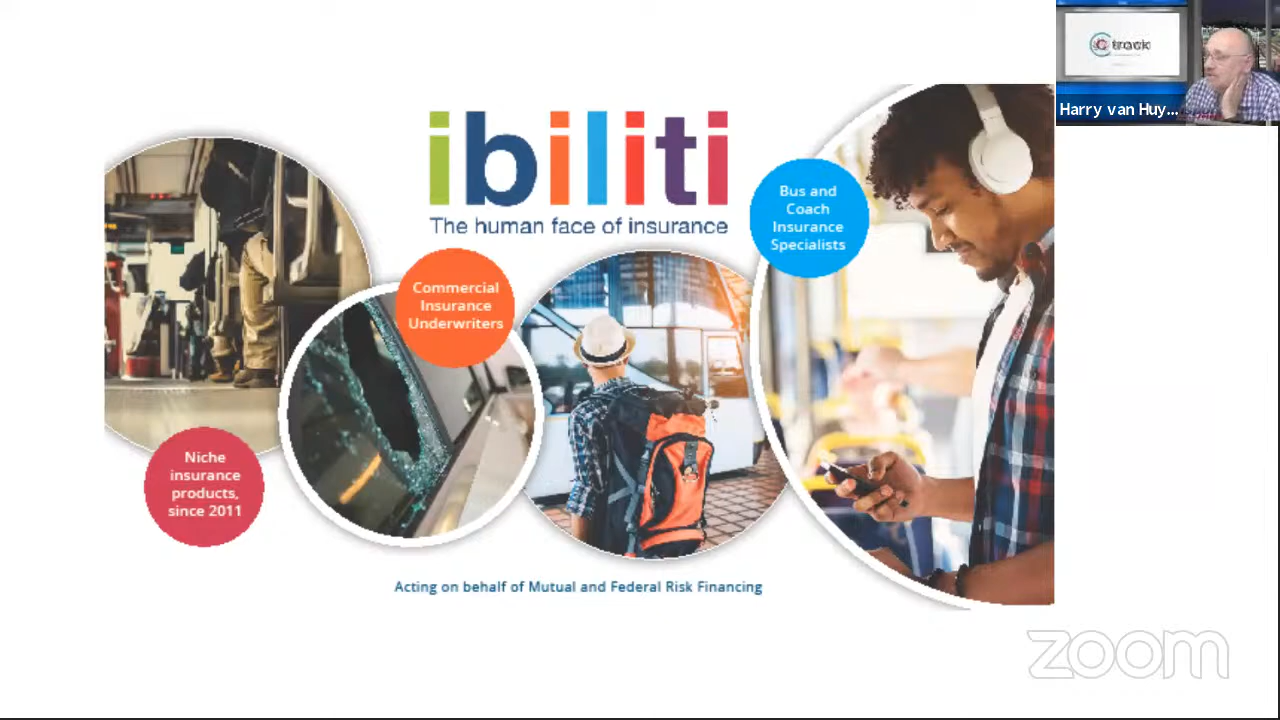 ibiliti
The human face of insurance
Bus and
Coach
Insurance
Specialists
Commercial
Insurance
Underwriters
Niche
insurance
products,
since 2011
Acting on behalf of Mutual and Federal Risk Financing
Harry van Huy...
zoom